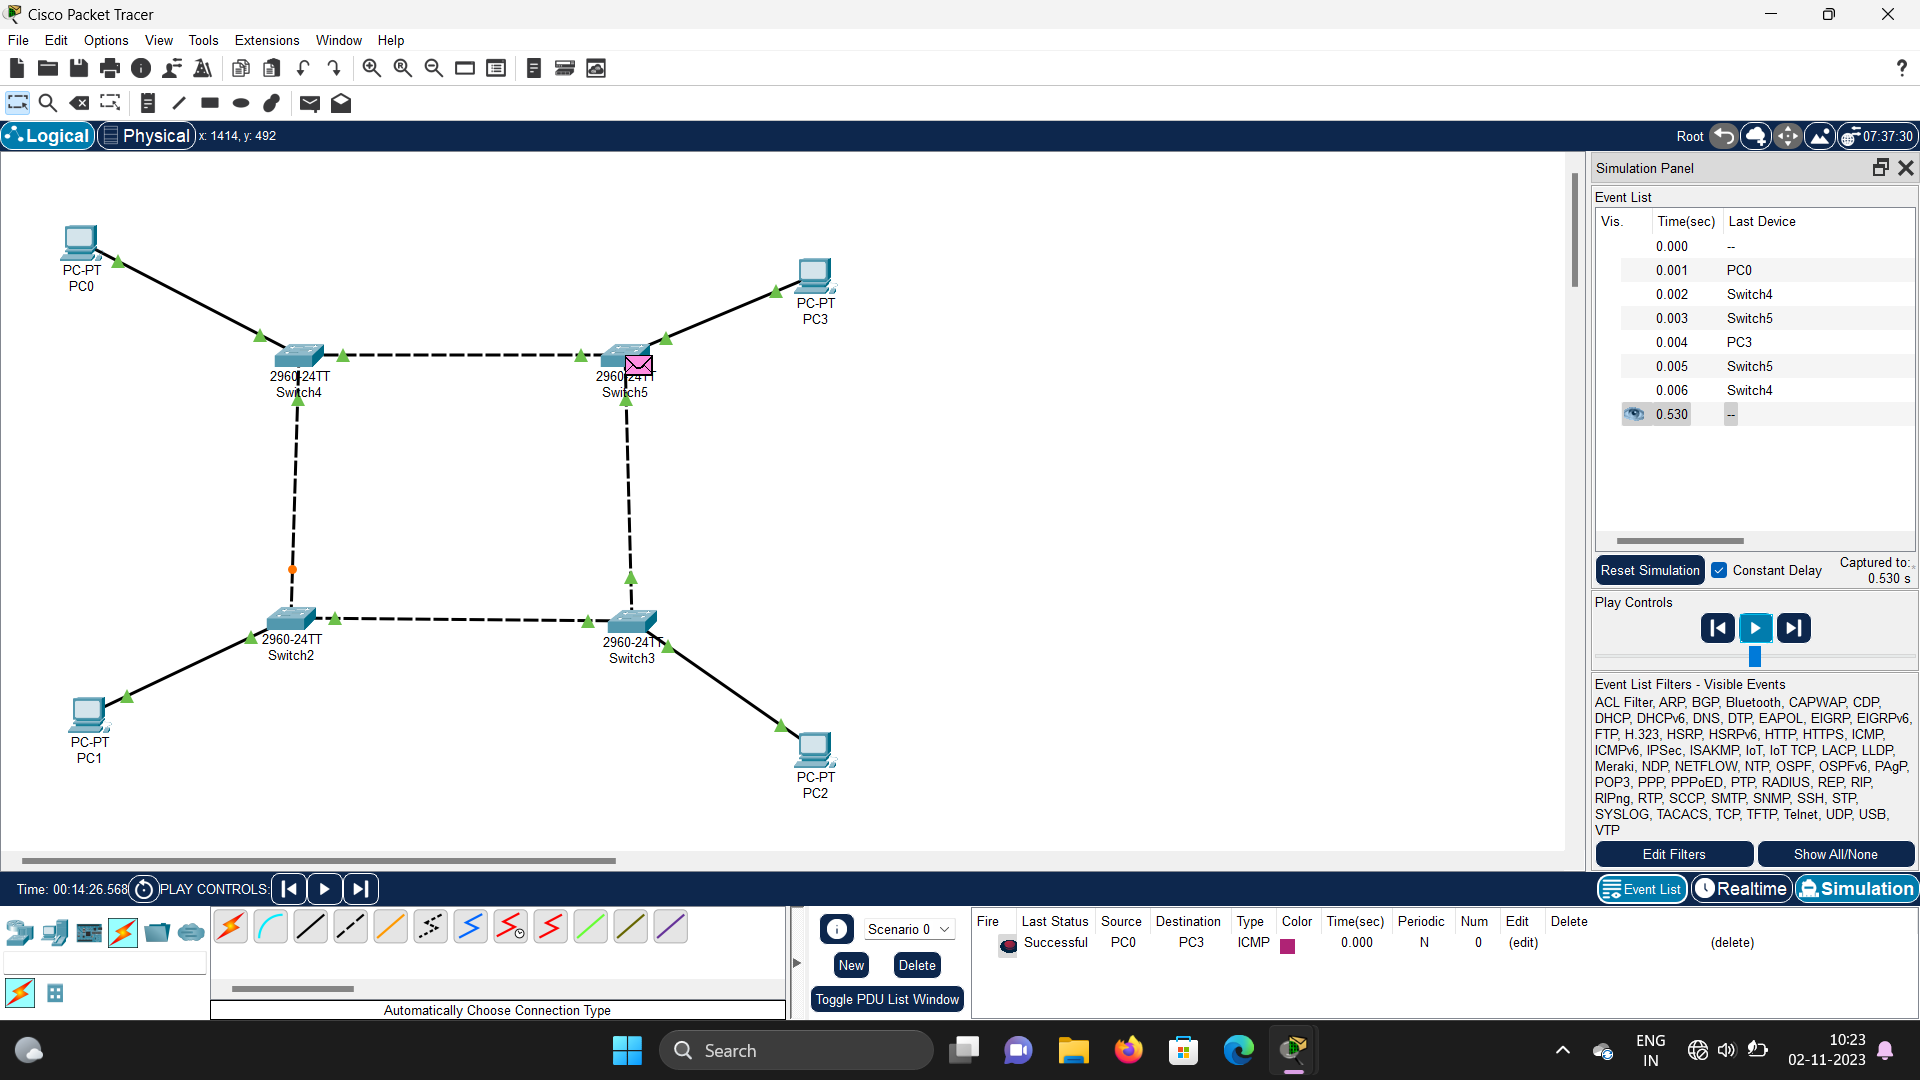 Cisco Packet Tracer
File Edit Options View Tools Extensions Window Help
?
Logical Physical x: 1414, y: 492
Root 07:37:30
PC-PT
PC0
PC-PT
PC3
2960-24TT
Switch4
2960-24TT
Switch5
2960-24TT
Switch2
2960-24TT
Switch3
PC-PT
PC1
PC-PT
PC2
Simulation Panel
Event List
Vis. Time(sec) Last Device
0.000 --
0.001 PC0
0.002 Switch4
0.003 Switch5
0.004 PC3
0.005 Switch5
0.006 Switch4
0.530 --
Reset Simulation Constant Delay Captured to:
0.530 s
Play Controls
Event List Filters - Visible Events
ACL Filter, ARP, BGP, Bluetooth, CAPWAP, CDP,
DHCP, DHCPv6, DNS, DTP, EAPOL, EIGRP, EIGRPv6,
FTP, H.323, HSRP, HSRPv6, HTTP, HTTPS, ICMP,
ICMPv6, IPSec, ISAKMP, IoT, IoT TCP, LACP, LLDP,
Meraki, NDP, NETFLOW, NTP, OSPF, OSPFv6, PAgP,
POP3, PPP, PPPoED, PTP, RADIUS, REP, RIP,
RIPng, RTP, SCCP, SMTP, SNMP, SSH, STP,
SYSLOG, TACACS, TCP, TFTP, Telnet, UDP, USB,
VTP
Edit Filters Show All/None
Time: 00:14:26.568 PLAY CONTROLS:
Event List Realtime Simulation
Automatically Choose Connection Type
Scenario 0
New Delete
Toggle PDU List Window
Fire Last Status Source Destination Type Color Time(sec) Periodic Num Edit Delete
Successful PC0 PC3 ICMP 0.000 N 0 (edit) (delete)
Search
ENG
IN
10:23
02-11-2023